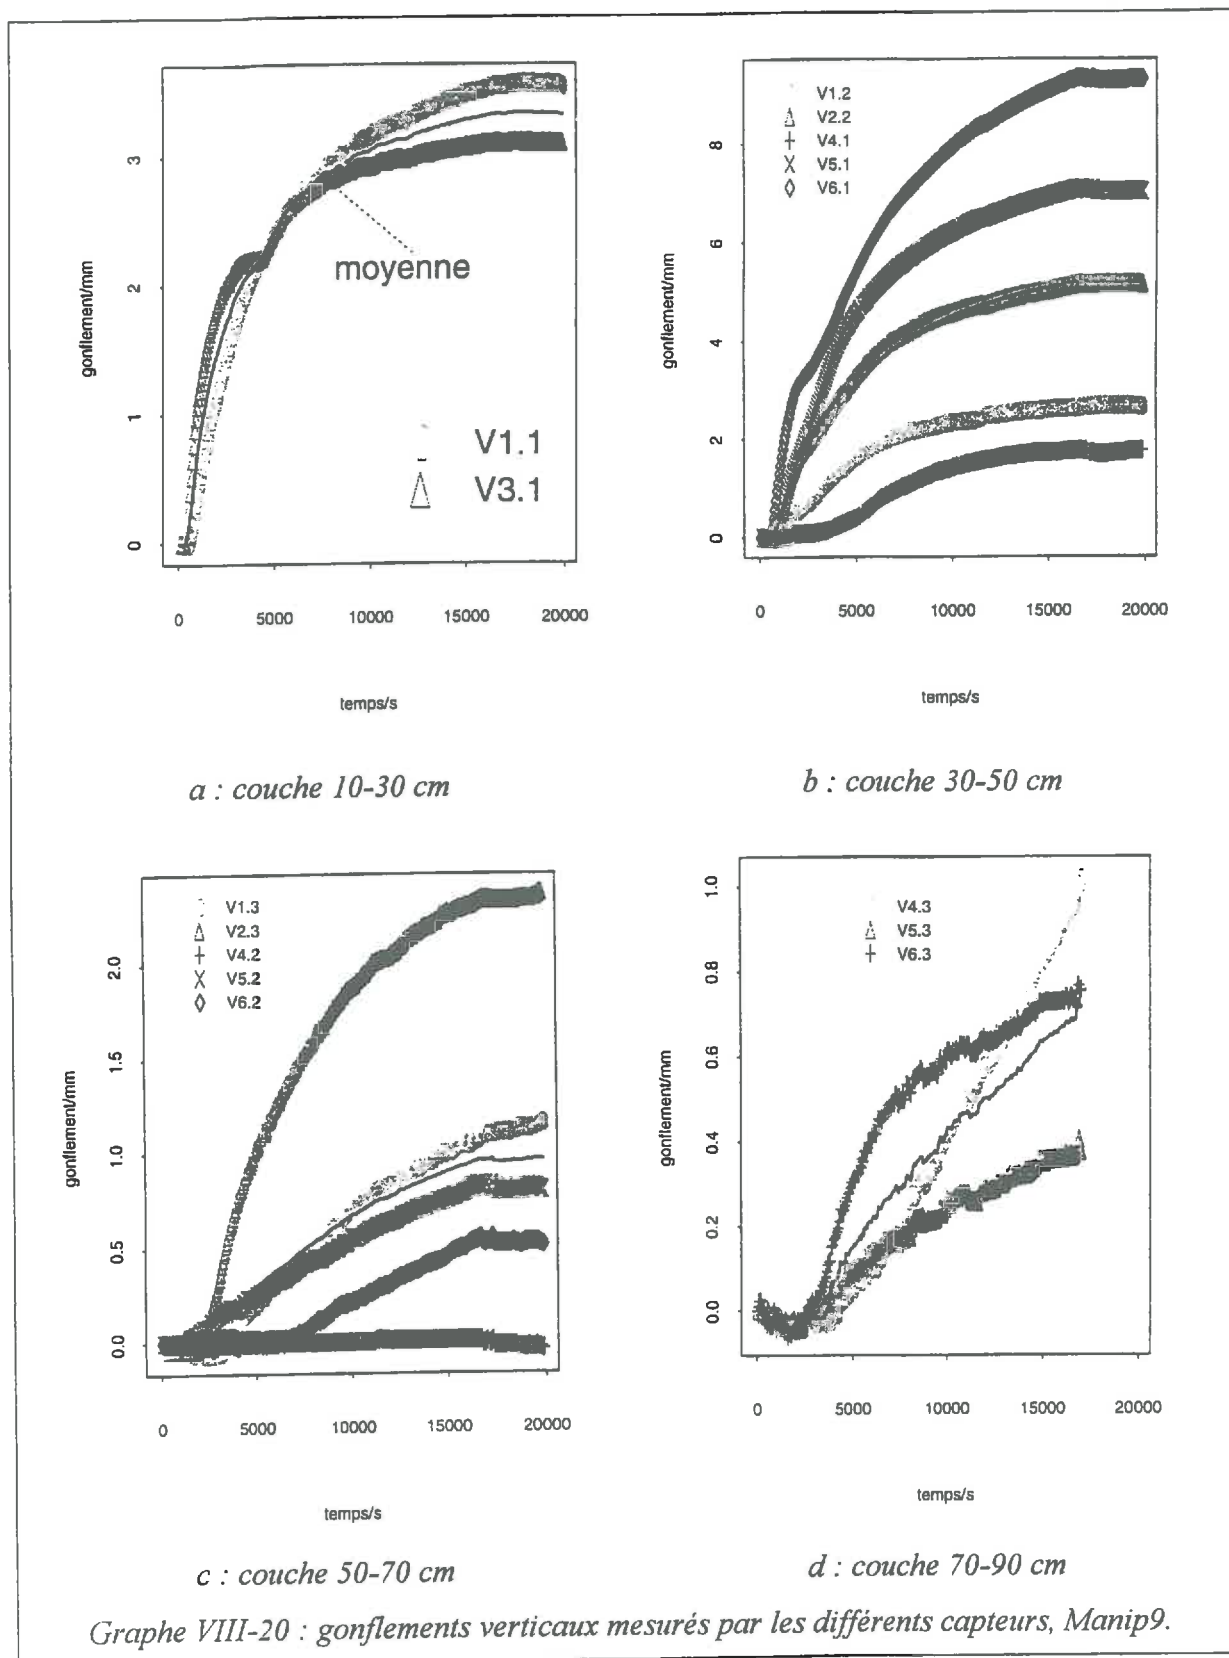 3
2
1
0
gonflement/mm
moyenne
V1.1
V3.1
0 5000 10000 15000 20000
temps/s
a : couche 10-30 cm
8
6
4
2
0
gonflement/mm
V1.2
V2.2
V4.1
V5.1
V6.1
0 5000 10000 15000 20000
temps/s
b : couche 30-50 cm
2.0
1.5
1.0
0.5
0.0
gonflement/mm
V1.3
V2.3
V4.2
V5.2
V6.2
0 5000 10000 15000 20000
temps/s
c : couche 50-70 cm
1.0
0.8
0.6
0.4
0.2
0.0
gonflement/mm
V4.3
V5.3
V6.3
0 5000 10000 15000 20000
temps/s
d : couche 70-90 cm
Graphe VIII-20 : gonflements verticaux mesurés par les différents capteurs, Manip9.